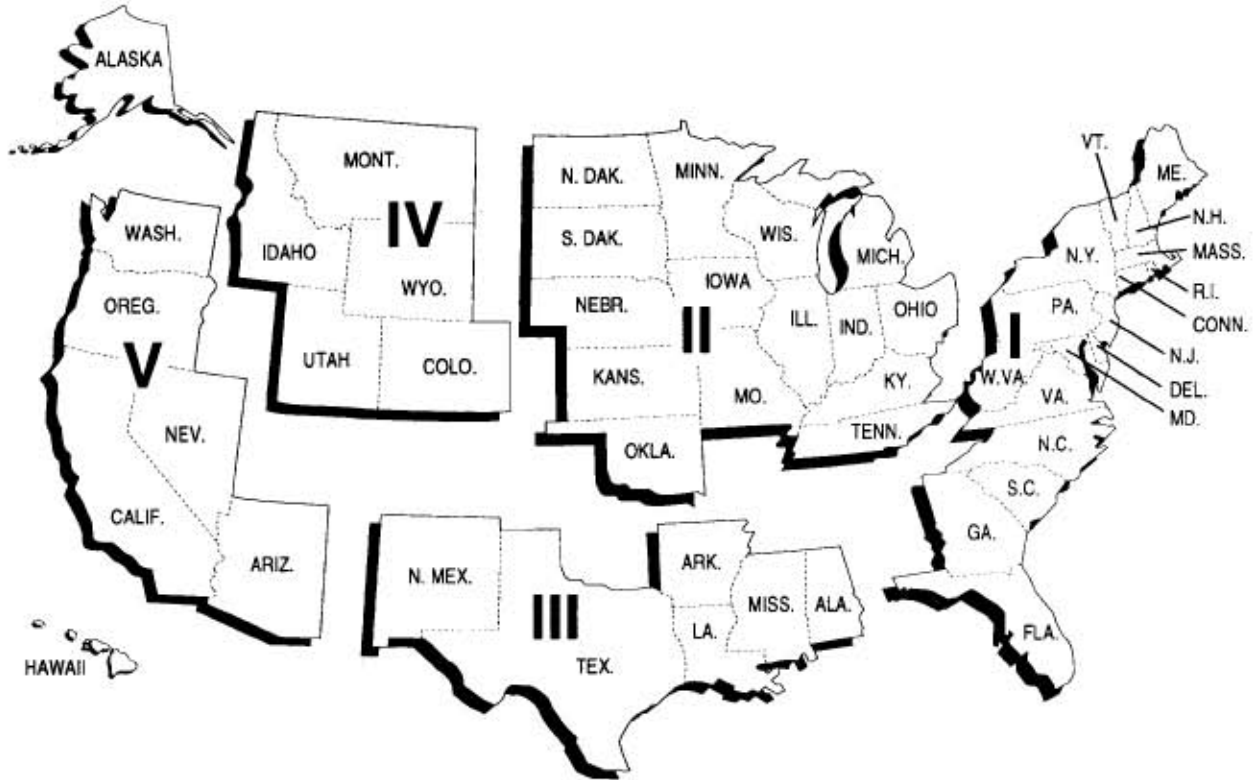 ALASKA
MONT.
IV
IDAHO
WYO.
UTAH
COLO.
WASH.
OREG.
V
NEV.
CALIF.
ARIZ.
HAWAII
N. DAK.
MINN.
S. DAK.
WIS.
MICH.
NEBR.
IOWA
II
ILL.
IND.
OHIO
KANS.
MO.
KY.
OKLA.
TENN.
N. MEX.
III
TEX.
ARK.
LA.
MISS.
ALA.
VT.
ME.
N.H.
N.Y.
MASS.
R.I.
PA.
CONN.
I
N.J.
W.VA.
DEL.
VA.
MD.
N.C.
S.C.
GA.
FLA.